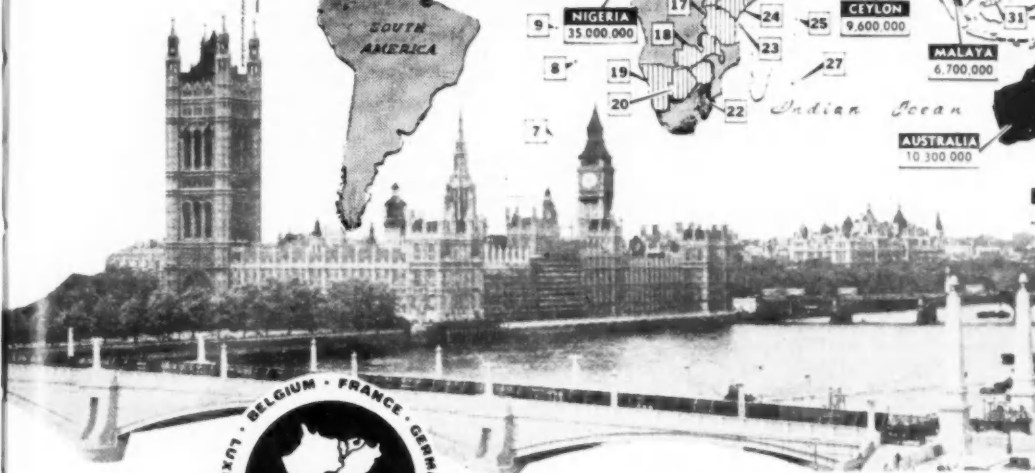 SOUTH
AMERICA
9
8
7
NIGERIA
35 000 000
17
18
19
20
22
23
24
25
27
Indian Ocean
CEYLON
9,600,000
MALAYA
6,700,000
31
AUSTRALIA
10 300 000
BELGIUM · FRANCE ·